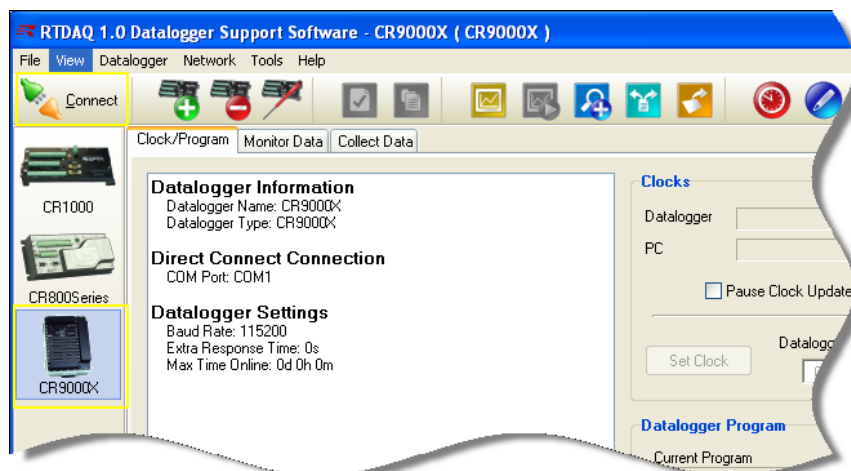 RTDAQ 1.0 Datalogger Support Software - CR9000X ( CR9000X )
File View Datalogger Network Tools Help
Connect
Clock/Program Monitor Data Collect Data
CR1000
CR800Series
CR9000X
Datalogger Information
Datalogger Name: CR9000X
Datalogger Type: CR9000X
Direct Connect Connection
COM Port: COM1
Datalogger Settings
Baud Rate: 115200
Extra Response Time: 0s
Max Time Online: 0d 0h 0m
Clocks
Datalogger
PC
Pause Clock Update
Set Clock
Datalogger Program
Current Program